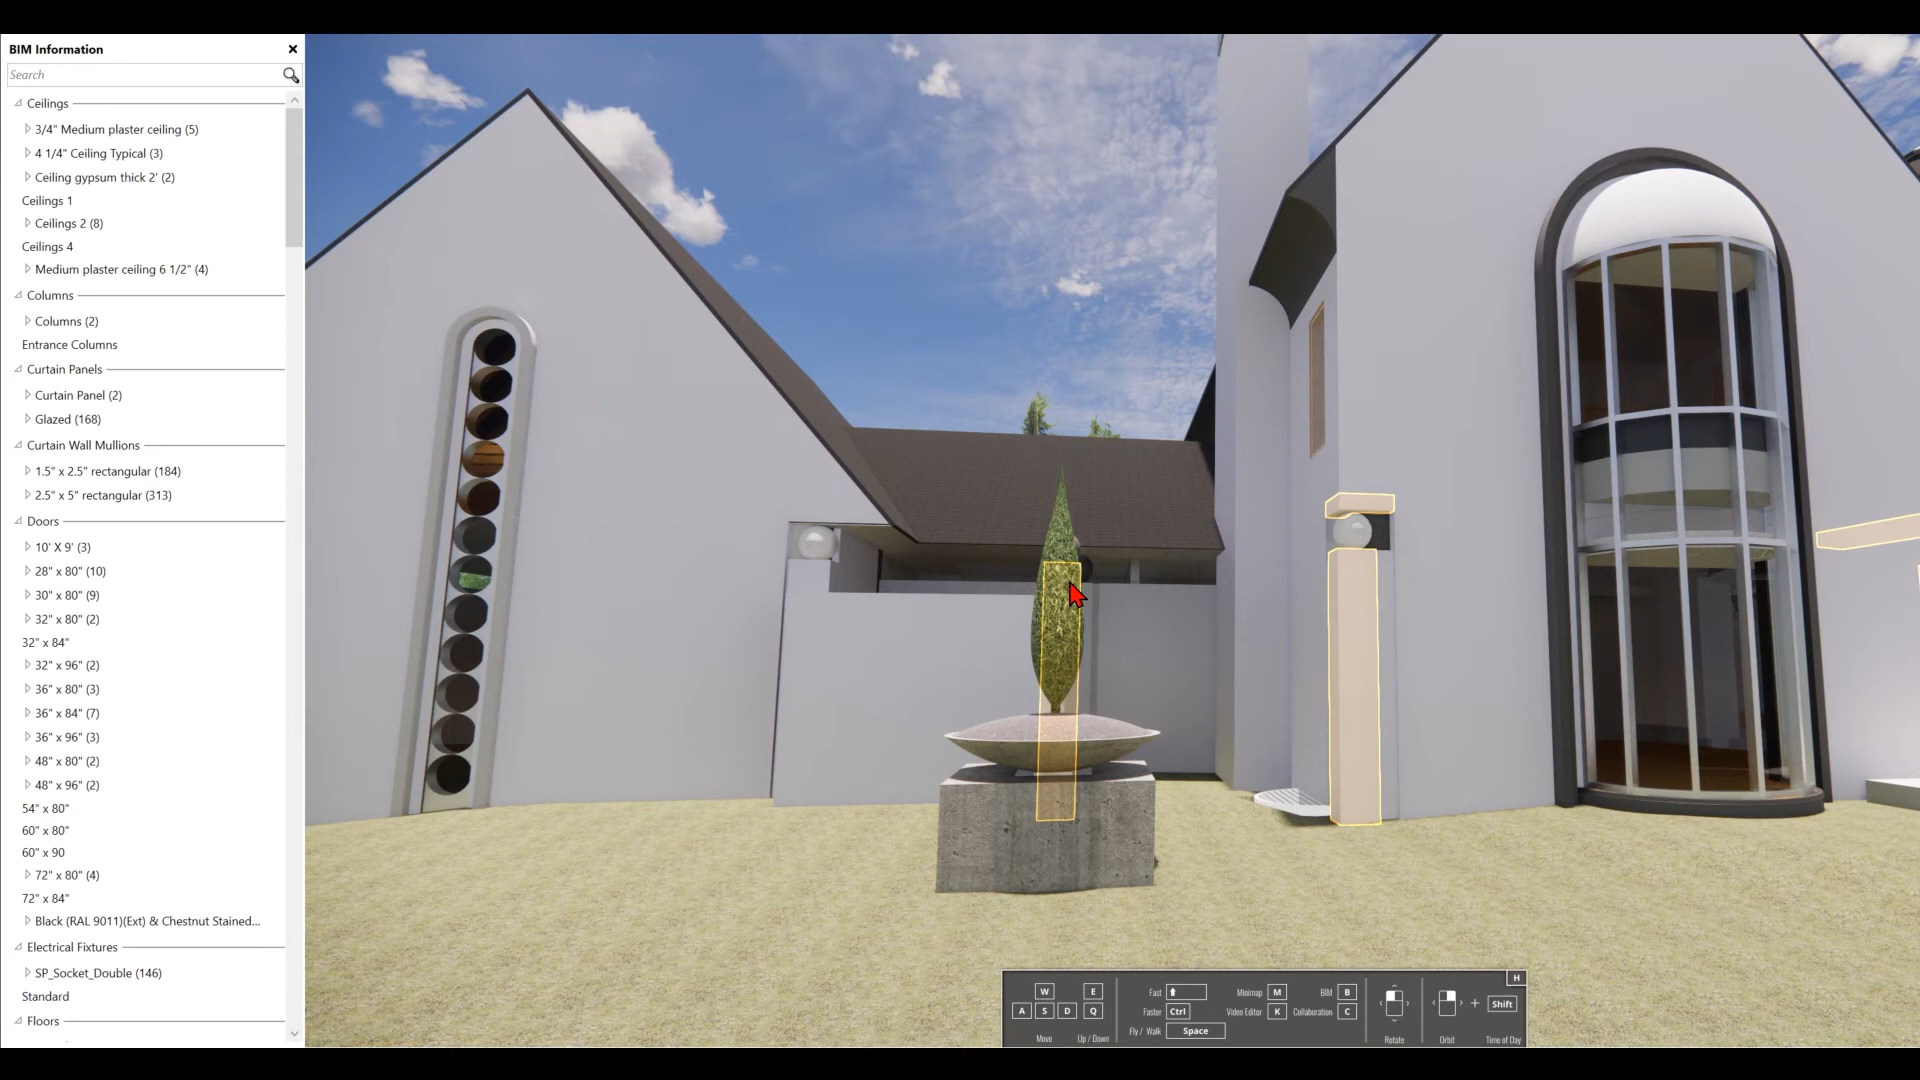 BIM Information
Search
Ceilings
3/4" Medium plaster ceiling (5)
4 1/4" Ceiling Typical (3)
Ceiling gypsum thick 2' (2)
Ceilings 1
Ceilings 2 (8)
Ceilings 4
Medium plaster ceiling 6 1/2" (4)
Columns
Columns (2)
Entrance Columns
Curtain Panels
Curtain Panel (2)
Glazed (168)
Curtain Wall Mullions
1.5" x 2.5" rectangular (184)
2.5" x 5" rectangular (313)
Doors
10' X 9' (3)
28" x 80" (10)
30" x 80" (9)
32" x 80" (2)
32" x 84"
32" x 96" (2)
36" x 80" (3)
36" x 84" (7)
36" x 96" (3)
48" x 80" (2)
48" x 96" (2)
54" x 80"
60" x 80"
60" x 90
72" x 80" (4)
72" x 84"
Black (RAL 9011)(Ext) & Chestnut Stained...
Electrical Fixtures
SP_Socket_Double (146)
Standard
Floors
H
W E
A S D Q
Move Up / Down
Fast
Faster Ctrl
Fly / Walk Space
Minimap M
Video Editor K
BIM B
Collaboration C
Rotate
Orbit
+ Shift
Time of Day